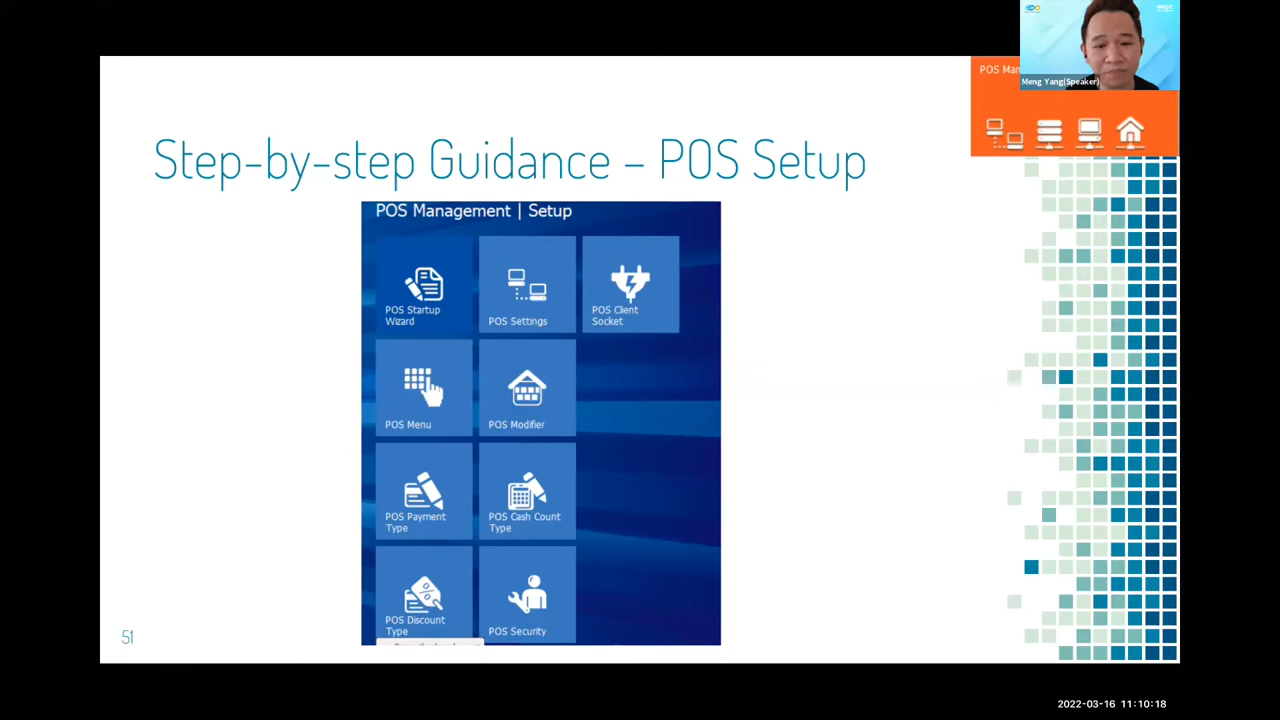 POS Man
Meng Yang(Speaker)
Step-by-step Guidance – POS Setup
POS Management | Setup
POS Startup
Wizard
POS Settings
POS Client
Socket
POS Menu
POS Modifier
POS Payment
Type
POS Cash Count
Type
POS Discount
Type
POS Security
51
2022-03-16 11:10:18